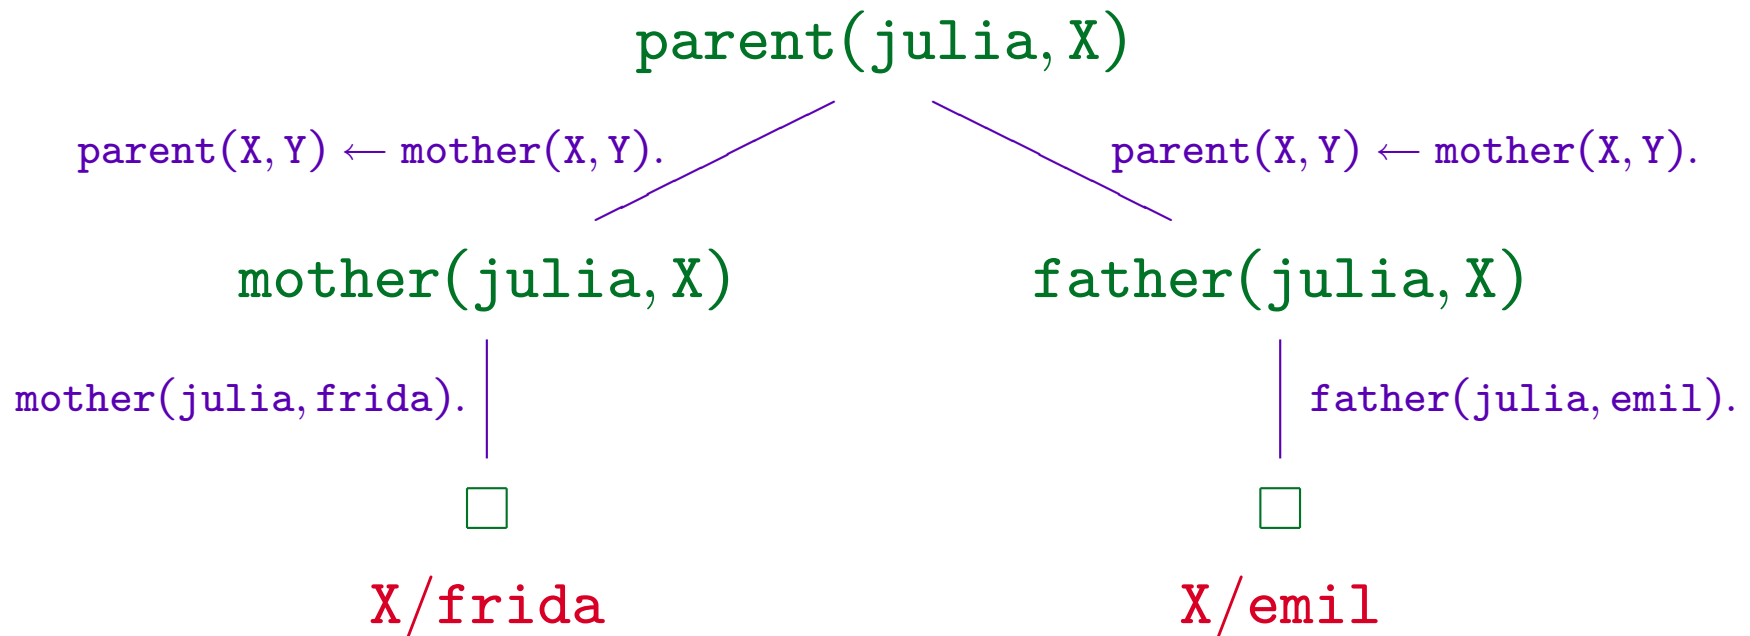 parent(julia, X)
parent(X, Y) ← mother(X, Y).
parent(X, Y) ← mother(X, Y).
mother(julia, X)
father(julia, X)
mother(julia, frida).
father(julia, emil).
X/frida
X/emil